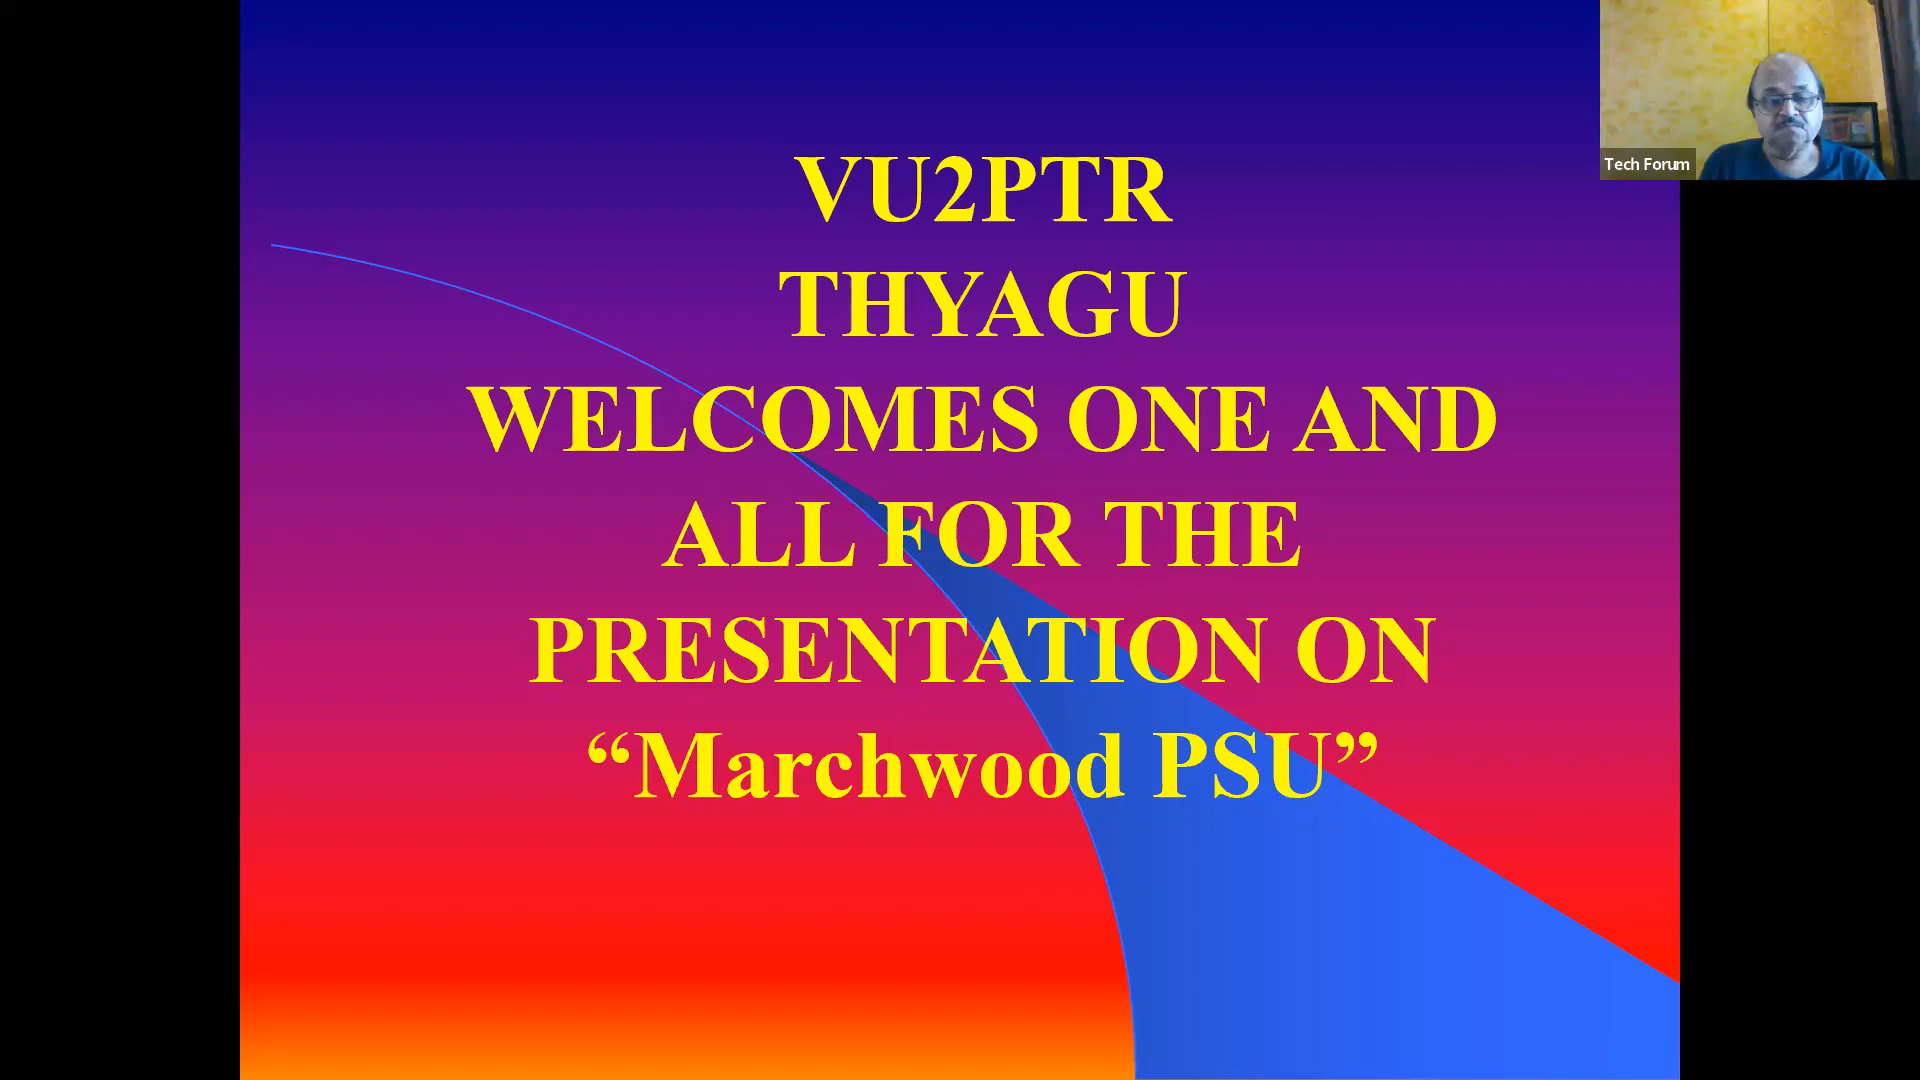 VU2PTR
THYAGU
WELCOMES ONE AND
ALL FOR THE
PRESENTATION ON
“Marchwood PSU”
Tech Forum